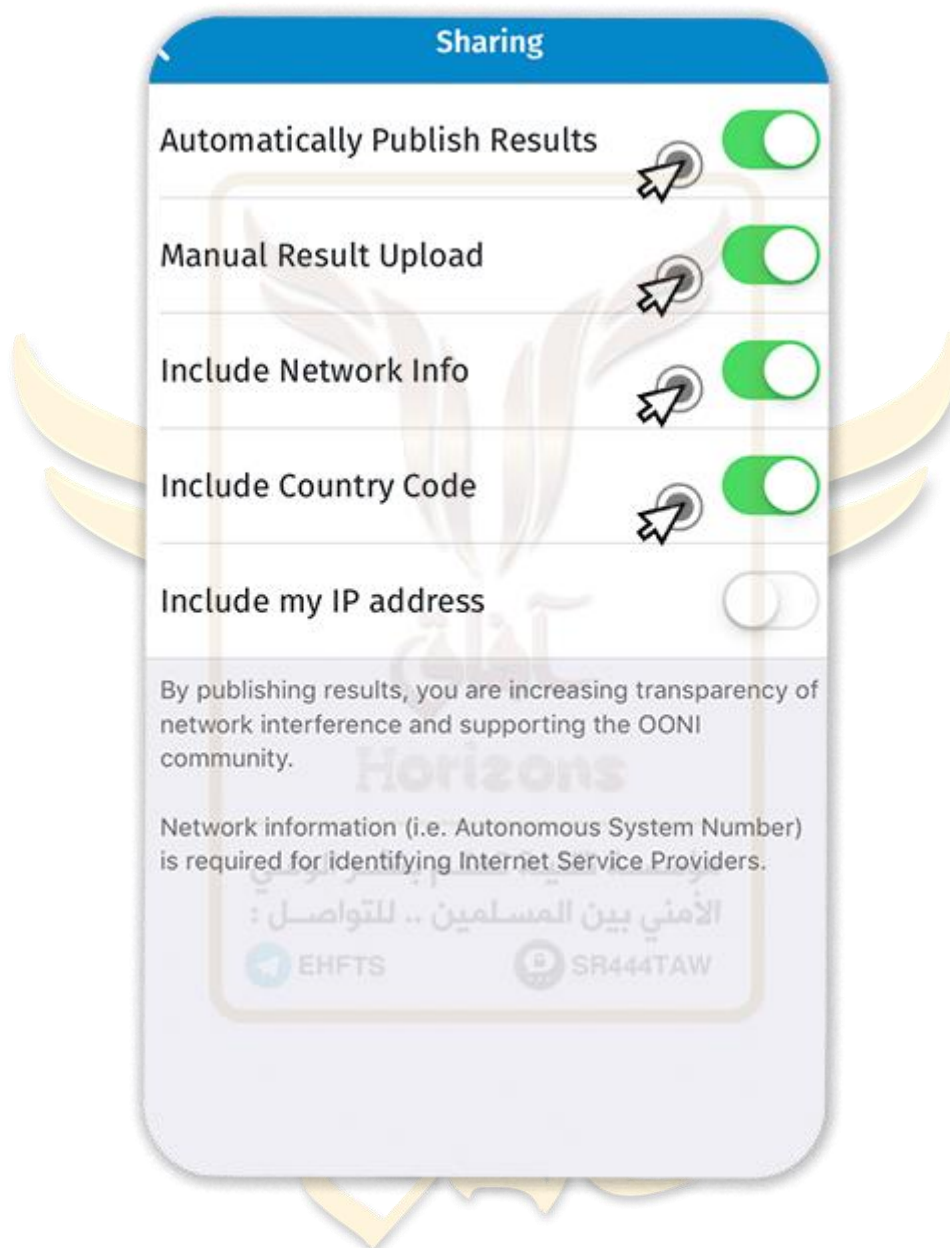 Sharing
Automatically Publish Results
Manual Result Upload
Include Network Info
Include Country Code
Include my IP address
By publishing results, you are increasing transparency of
network interference and supporting the OONI
community.
Network information (i.e. Autonomous System Number)
is required for identifying Internet Service Providers.
آفاق
Horizons
الأمني بين المسلمين .. للتواصل :
EHFTS
SR444TAW